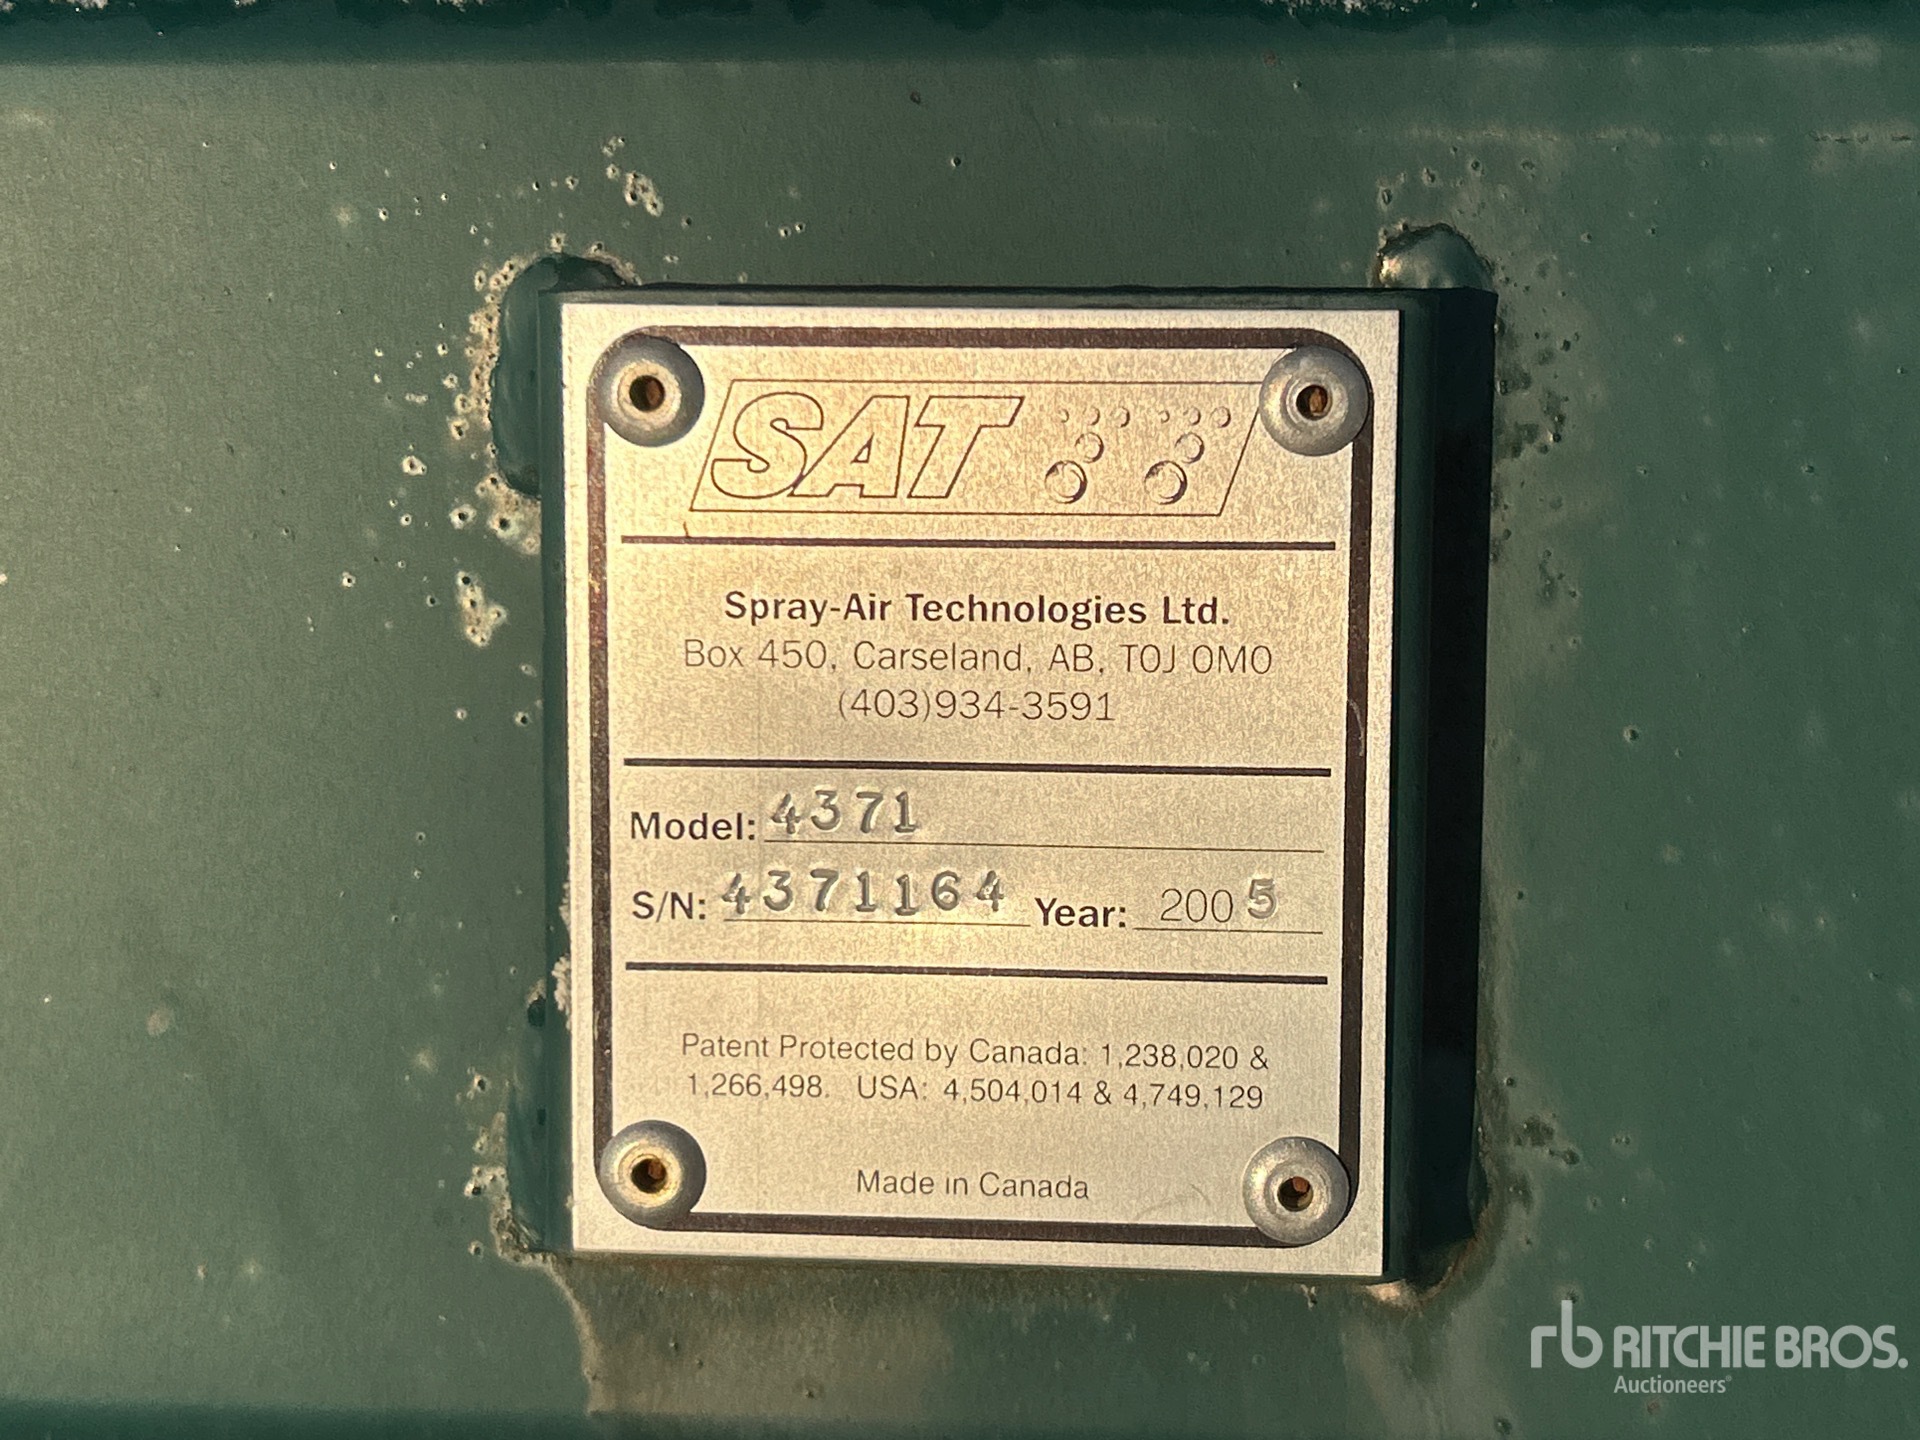 SAT
Spray-Air Technologies Ltd.
Box 450, Carseland, AB, T0J 0M0
(403)934-3591
Model: 4371
S/N: 4371164 Year: 2005
Patent Protected by Canada: 1,238,020 &
1,266,498. USA: 4,504,014 & 4,749,129
Made in Canada
rb RITCHIE BROS.
Auctioneers®